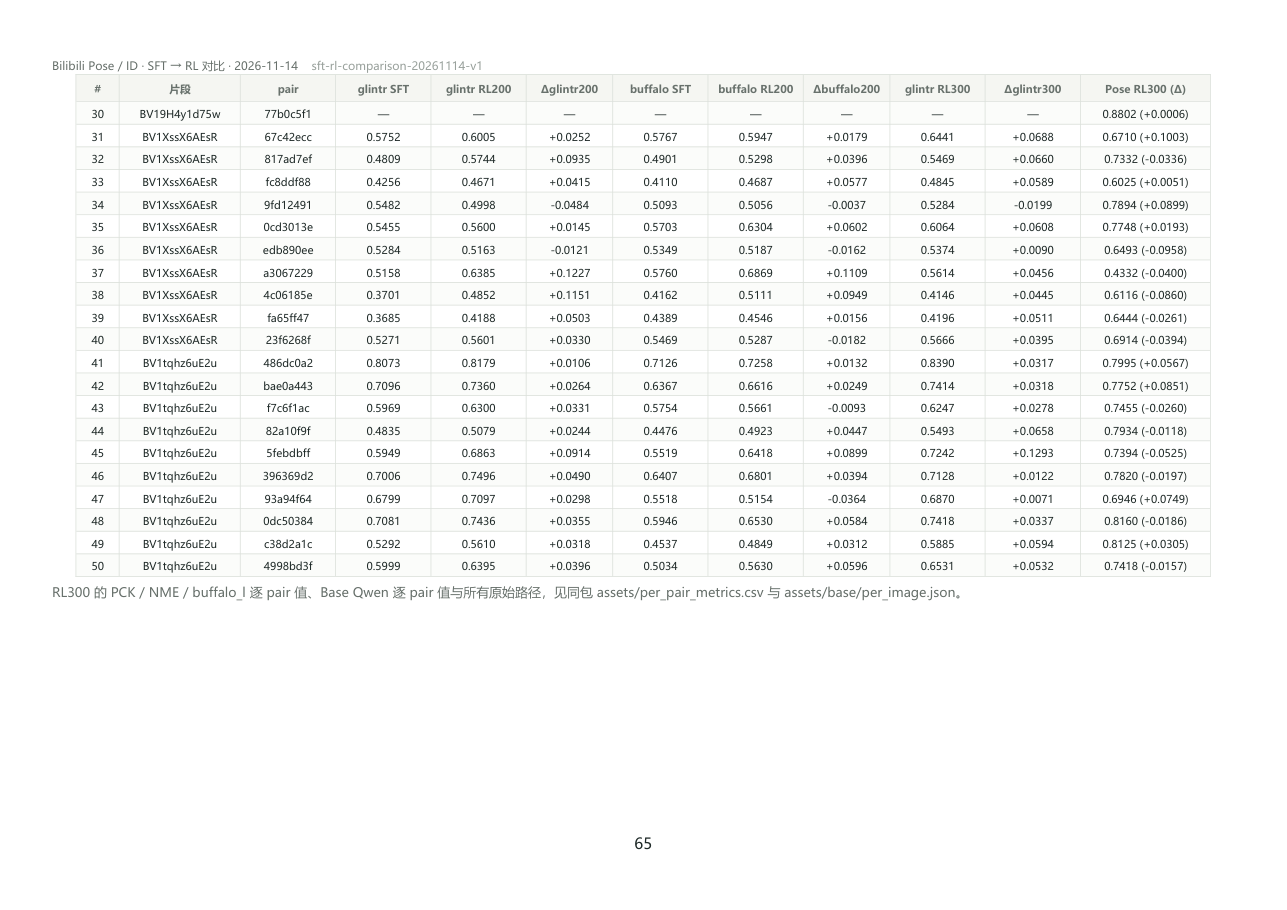 Bilibili Pose / ID · SFT → RL 对比 · 2026-11-14 sft-rl-comparison-20261114-v1
# 片段 pair glintr SFT glintr RL200 Δglintr200 buffalo SFT buffalo RL200 Δbuffalo200 glintr RL300 Δglintr300 Pose RL300 (Δ)
30 BV19H4y1d75w 77b0c5f1 — — — — — — — — 0.8802 (+0.0006)
31 BV1XssX6AEsR 67c42ecc 0.5752 0.6005 +0.0252 0.5767 0.5947 +0.0179 0.6441 +0.0688 0.6710 (+0.1003)
32 BV1XssX6AEsR 817ad7ef 0.4809 0.5744 +0.0935 0.4901 0.5298 +0.0396 0.5469 +0.0660 0.7332 (-0.0336)
33 BV1XssX6AEsR fc8ddf88 0.4256 0.4671 +0.0415 0.4110 0.4687 +0.0577 0.4845 +0.0589 0.6025 (+0.0051)
34 BV1XssX6AEsR 9fd12491 0.5482 0.4998 -0.0484 0.5093 0.5056 -0.0037 0.5284 -0.0199 0.7894 (+0.0899)
35 BV1XssX6AEsR 0cd3013e 0.5455 0.5600 +0.0145 0.5703 0.6304 +0.0602 0.6064 +0.0608 0.7748 (+0.0193)
36 BV1XssX6AEsR edb890ee 0.5284 0.5163 -0.0121 0.5349 0.5187 -0.0162 0.5374 +0.0090 0.6493 (-0.0958)
37 BV1XssX6AEsR a3067229 0.5158 0.6385 +0.1227 0.5760 0.6869 +0.1109 0.5614 +0.0456 0.4332 (-0.0400)
38 BV1XssX6AEsR 4c06185e 0.3701 0.4852 +0.1151 0.4162 0.5111 +0.0949 0.4146 +0.0445 0.6116 (-0.0860)
39 BV1XssX6AEsR fa65ff47 0.3685 0.4188 +0.0503 0.4389 0.4546 +0.0156 0.4196 +0.0511 0.6444 (-0.0261)
40 BV1XssX6AEsR 23f6268f 0.5271 0.5601 +0.0330 0.5469 0.5287 -0.0182 0.5666 +0.0395 0.6914 (-0.0394)
41 BV1tqhz6uE2u 486dc0a2 0.8073 0.8179 +0.0106 0.7126 0.7258 +0.0132 0.8390 +0.0317 0.7995 (+0.0567)
42 BV1tqhz6uE2u bae0a443 0.7096 0.7360 +0.0264 0.6367 0.6616 +0.0249 0.7414 +0.0318 0.7752 (+0.0851)
43 BV1tqhz6uE2u f7c6f1ac 0.5969 0.6300 +0.0331 0.5754 0.5661 -0.0093 0.6247 +0.0278 0.7455 (-0.0260)
44 BV1tqhz6uE2u 82a10f9f 0.4835 0.5079 +0.0244 0.4476 0.4923 +0.0447 0.5493 +0.0658 0.7934 (-0.0118)
45 BV1tqhz6uE2u 5febdbff 0.5949 0.6863 +0.0914 0.5519 0.6418 +0.0899 0.7242 +0.1293 0.7394 (-0.0525)
46 BV1tqhz6uE2u 396369d2 0.7006 0.7496 +0.0490 0.6407 0.6801 +0.0394 0.7128 +0.0122 0.7820 (-0.0197)
47 BV1tqhz6uE2u 93a94f64 0.6799 0.7097 +0.0298 0.5518 0.5154 -0.0364 0.6870 +0.0071 0.6946 (+0.0749)
48 BV1tqhz6uE2u 0dc50384 0.7081 0.7436 +0.0355 0.5946 0.6530 +0.0584 0.7418 +0.0337 0.8160 (-0.0186)
49 BV1tqhz6uE2u c38d2a1c 0.5292 0.5610 +0.0318 0.4537 0.4849 +0.0312 0.5885 +0.0594 0.8125 (+0.0305)
50 BV1tqhz6uE2u 4998bd3f 0.5999 0.6395 +0.0396 0.5034 0.5630 +0.0596 0.6531 +0.0532 0.7418 (-0.0157)
RL300 的 PCK / NME / buffalo_l 逐 pair 值、Base Qwen 逐 pair 值与所有原始路径，见同包 assets/per_pair_metrics.csv 与 assets/base/per_image.json。
65